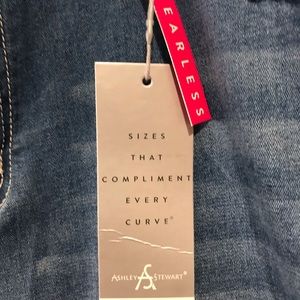 EARLESS
SIZES
THAT
COMPLIMENT
EVERY
CURVE®
ASHLEY STEWART®